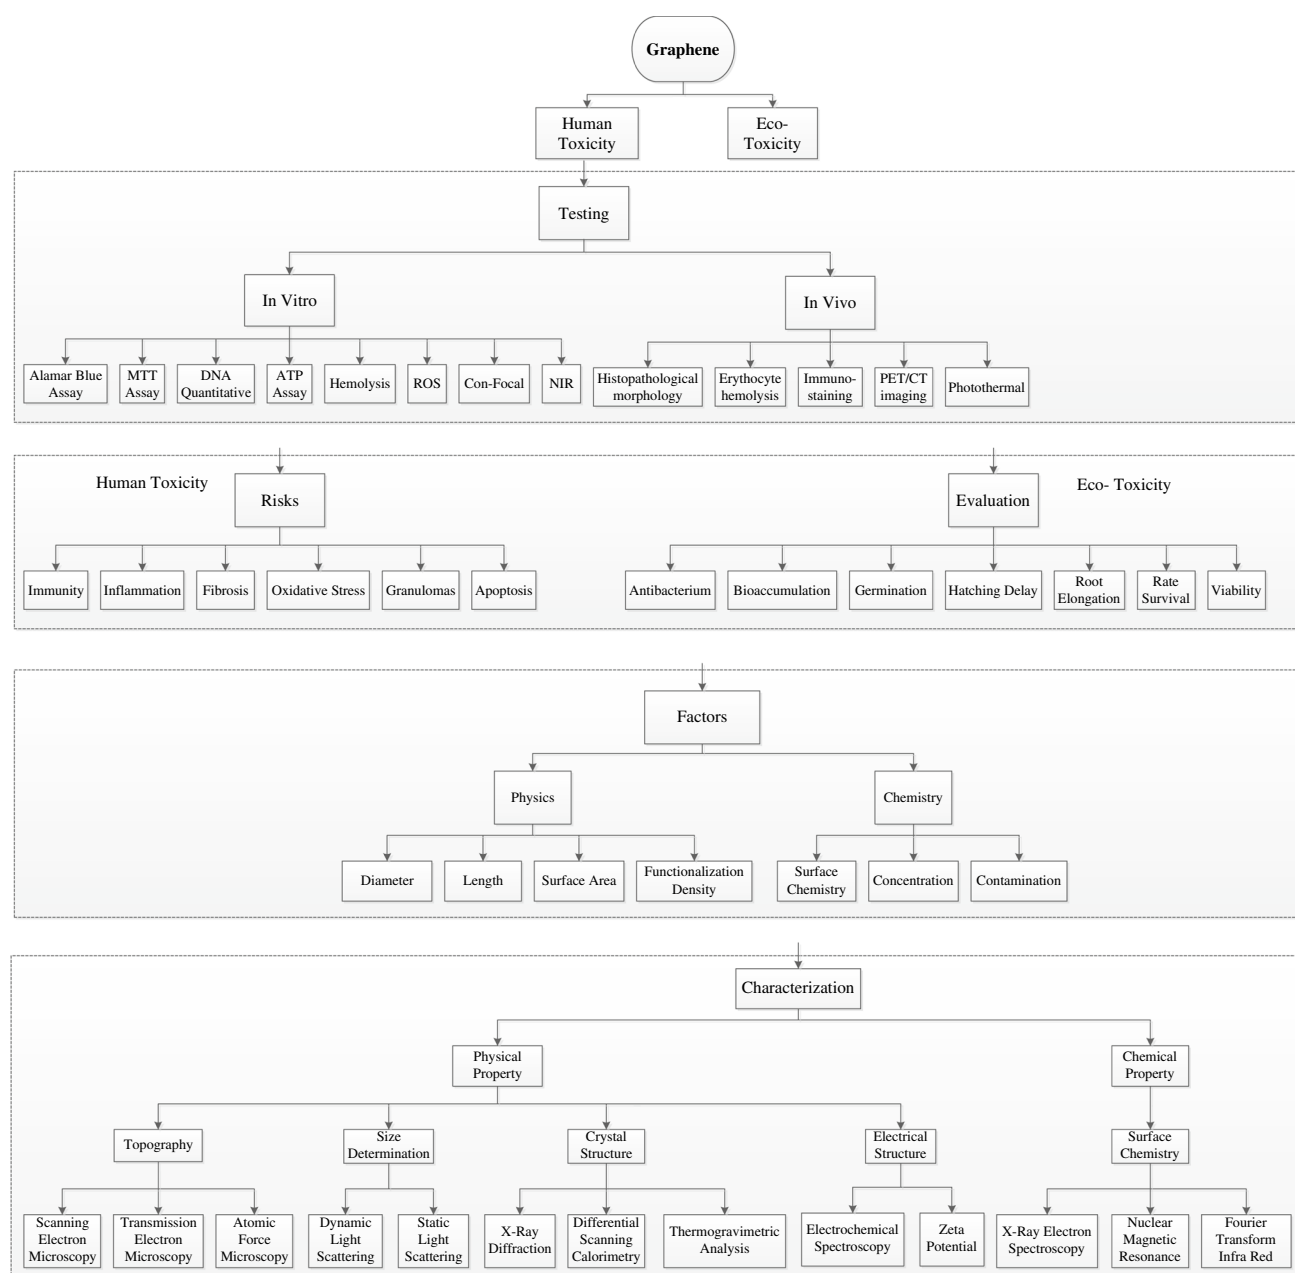 Graphene
Human
Toxicity
Eco-
Toxicity
Testing
In Vitro
In Vivo
Alamar Blue
Assay
MTT
Assay
DNA
Quantitative
ATP
Assay
Hemolysis
ROS
Con-Focal
NIR
Histopathological
morphology
Erythocyte
hemolysis
Immuno-
staining
PET/CT
imaging
Photothermal
Human Toxicity
Risks
Evaluation
Eco- Toxicity
Immunity
Inflammation
Fibrosis
Oxidative Stress
Granulomas
Apoptosis
Antibacterium
Bioaccumulation
Germination
Hatching Delay
Root
Elongation
Rate
Survival
Viability
Factors
Physics
Chemistry
Diameter
Length
Surface Area
Functionalization
Density
Surface
Chemistry
Concentration
Contamination
Characterization
Physical
Property
Chemical
Property
Topography
Size
Determination
Crystal
Structure
Electrical
Structure
Surface
Chemistry
Scanning
Electron
Microscopy
Transmission
Electron
Microscopy
Atomic
Force
Microscopy
Dynamic
Light
Scattering
Static
Light
Scattering
X-Ray
Diffraction
Differential
Scanning
Calorimetry
Thermogravimetric
Analysis
Electrochemical
Spectroscopy
Zeta
Potential
X-Ray Electron
Spectroscopy
Nuclear
Magnetic
Resonance
Fourier
Transform
Infra Red